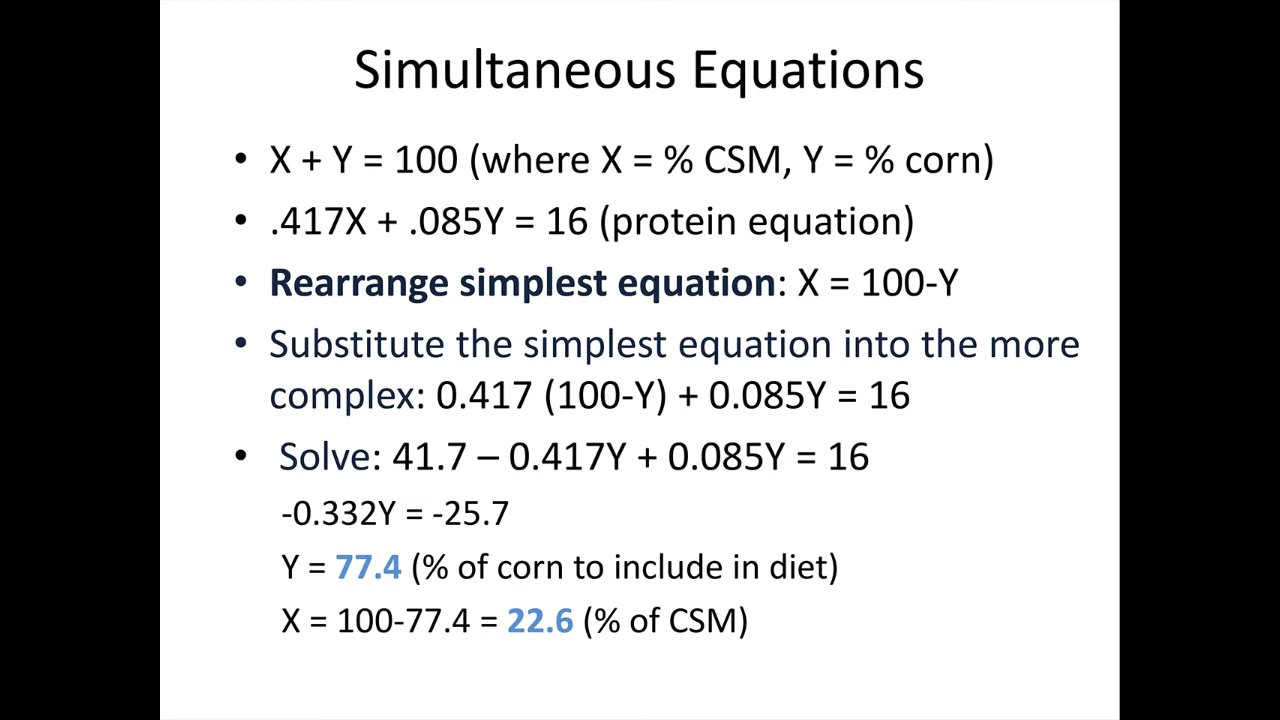 Simultaneous Equations
• X + Y = 100 (where X = % CSM, Y = % corn)
• .417X + .085Y = 16 (protein equation)
• Rearrange simplest equation: X = 100-Y
• Substitute the simplest equation into the more
complex: 0.417 (100-Y) + 0.085Y = 16
• Solve: 41.7 – 0.417Y + 0.085Y = 16
-0.332Y = -25.7
Y = 77.4 (% of corn to include in diet)
X = 100-77.4 = 22.6 (% of CSM)